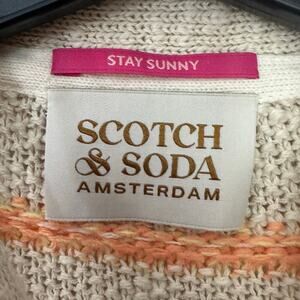 STAY SUNNY
SCOTCH
& SODA
AMSTERDAM